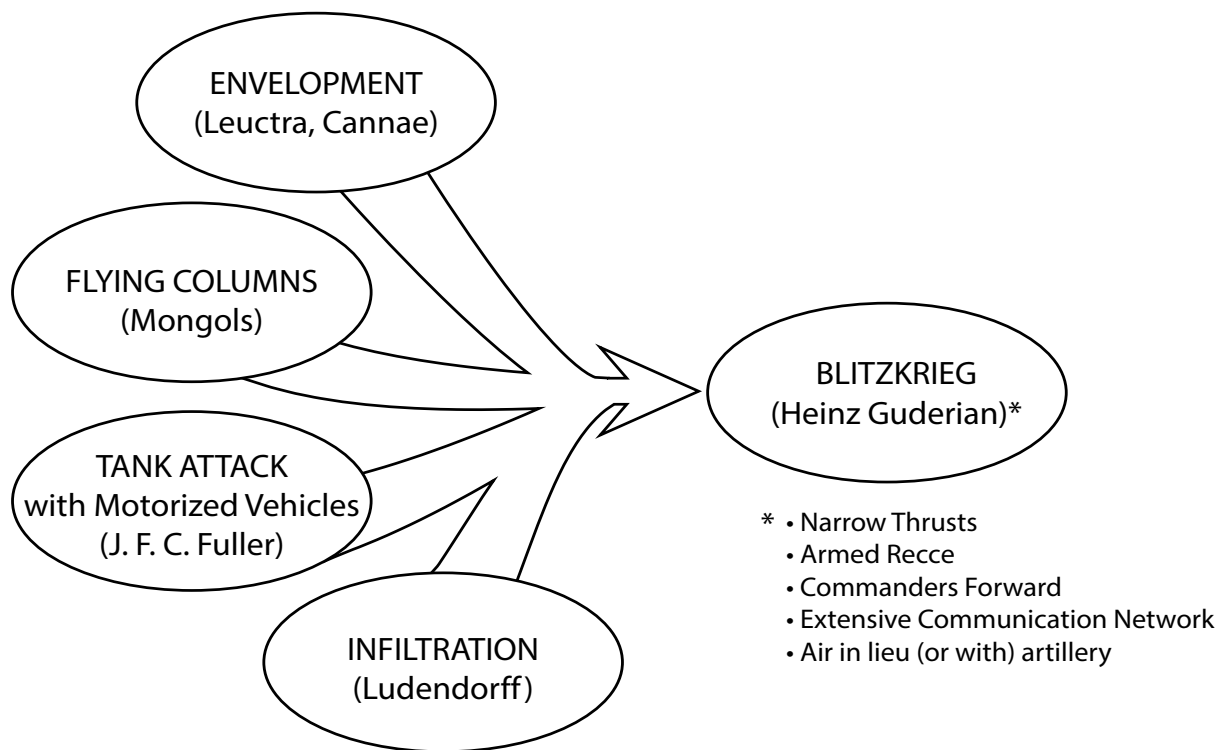 ENVELOPMENT
(Leuctra, Cannae)
FLYING COLUMNS
(Mongols)
TANK ATTACK
with Motorized Vehicles
(J. F. C. Fuller)
INFILTRATION
(Ludendorff)
BLITZKRIEG
(Heinz Guderian)*
* • Narrow Thrusts
• Armed Recce
• Commanders Forward
• Extensive Communication Network
• Air in lieu (or with) artillery